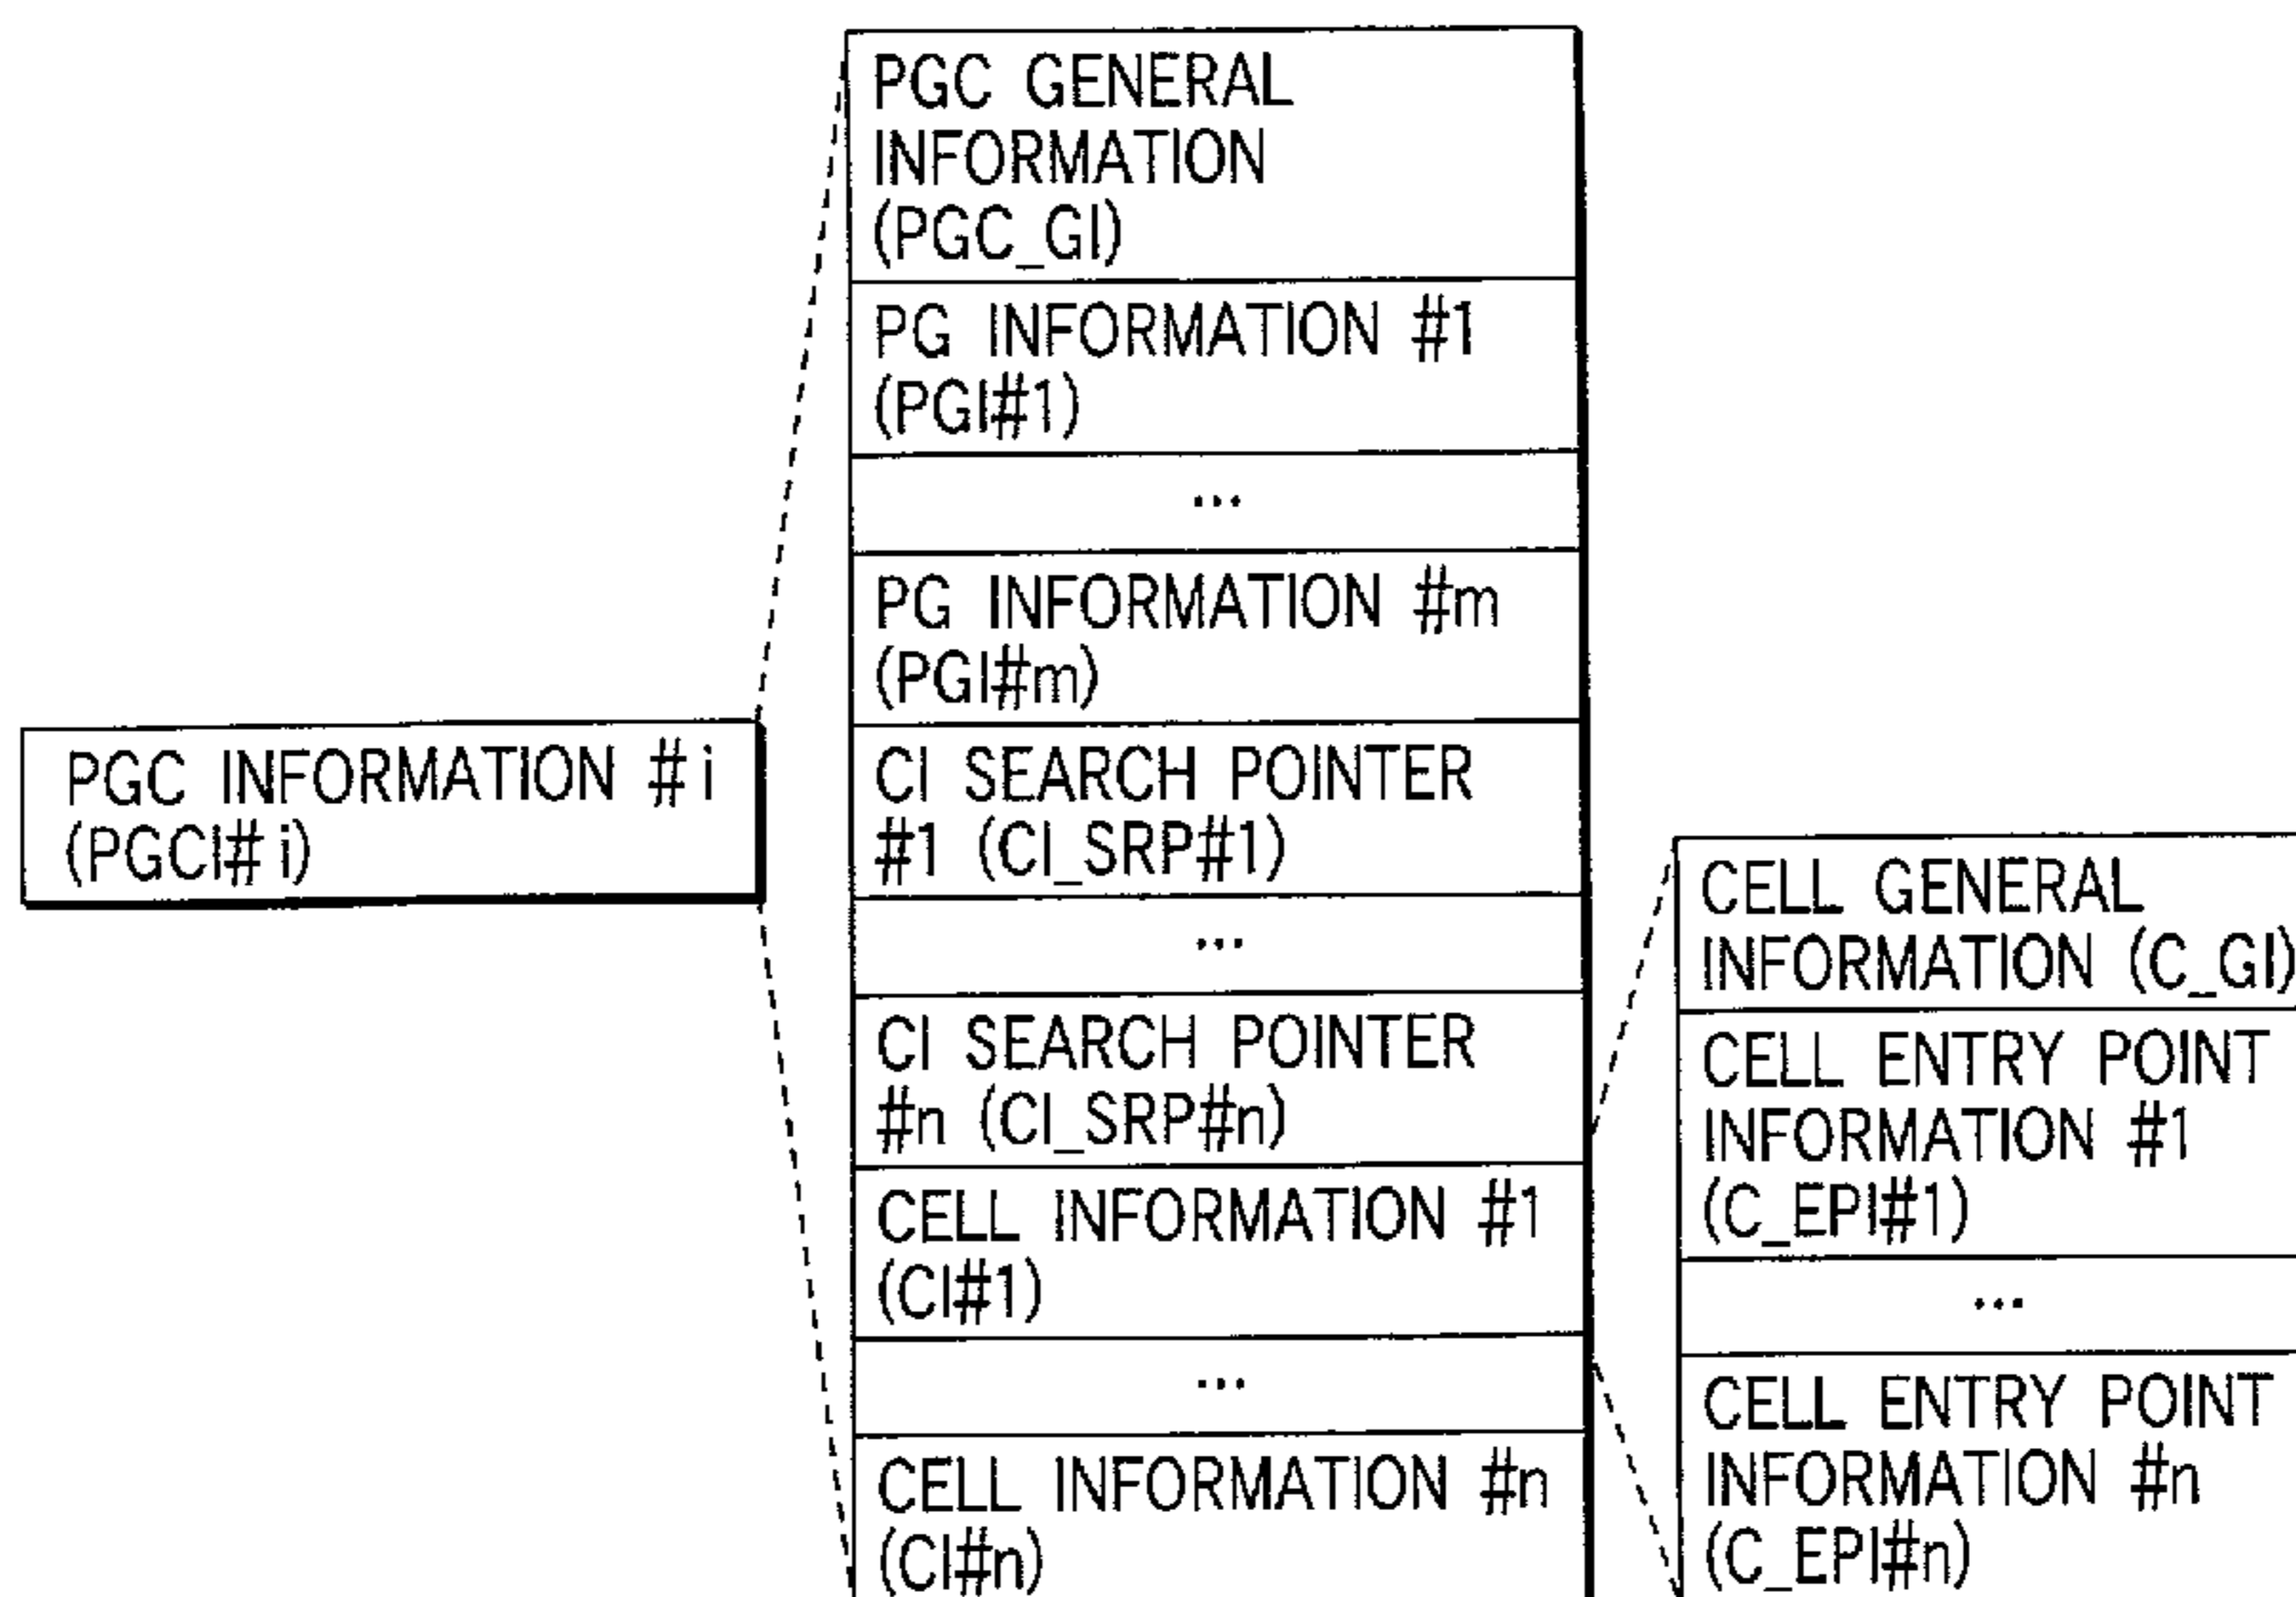 PGC INFORMATION #i
(PGCI#i)
PGC GENERAL
INFORMATION
(PGC_GI)
PG INFORMATION #1
(PGI#1)
...
PG INFORMATION #m
(PGI#m)
CI SEARCH POINTER
#1 (CI_SRP#1)
...
CI SEARCH POINTER
#n (CI_SRP#n)
CELL INFORMATION #1
(CI#1)
...
CELL INFORMATION #n
(CI#n)
CELL GENERAL
INFORMATION (C_GI)
CELL ENTRY POINT
INFORMATION #1
(C_EPI#1)
...
CELL ENTRY POINT
INFORMATION #n
(C_EPI#n)